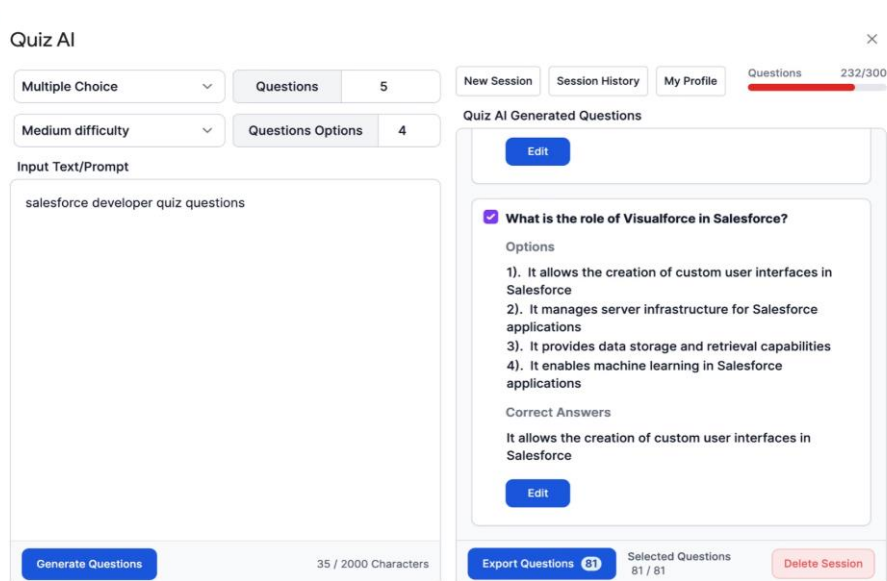 Quiz AI
Multiple Choice
Questions 5
Medium difficulty
Questions Options 4
Input Text/Prompt
salesforce developer quiz questions
Generate Questions
35 / 2000 Characters
New Session
Session History
My Profile
Questions 232/300
Quiz AI Generated Questions
Edit
What is the role of Visualforce in Salesforce?
Options
1). It allows the creation of custom user interfaces in
Salesforce
2). It manages server infrastructure for Salesforce
applications
3). It provides data storage and retrieval capabilities
4). It enables machine learning in Salesforce
applications
Correct Answers
It allows the creation of custom user interfaces in
Salesforce
Edit
Export Questions 81
Selected Questions
81 / 81
Delete Session